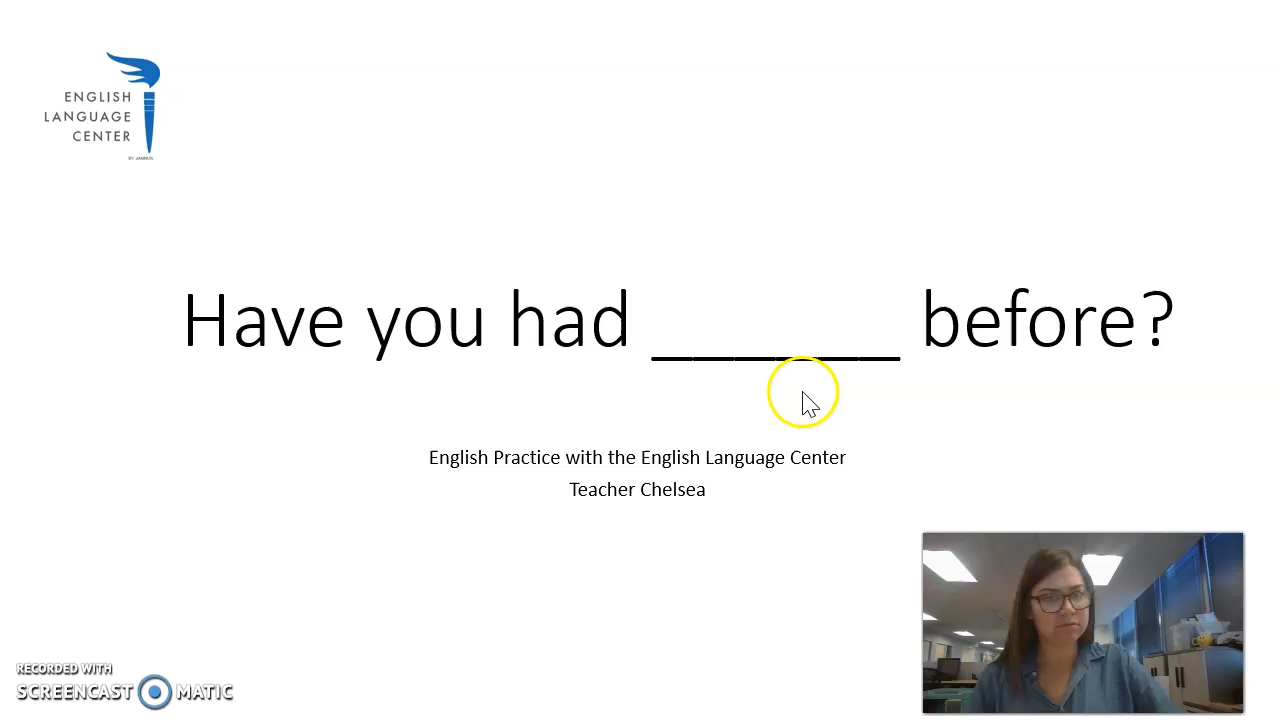 ENGLISH
LANGUAGE
CENTER
Have you had ______ before?
English Practice with the English Language Center
Teacher Chelsea
RECORDED WITH
SCREENCAST MATIC